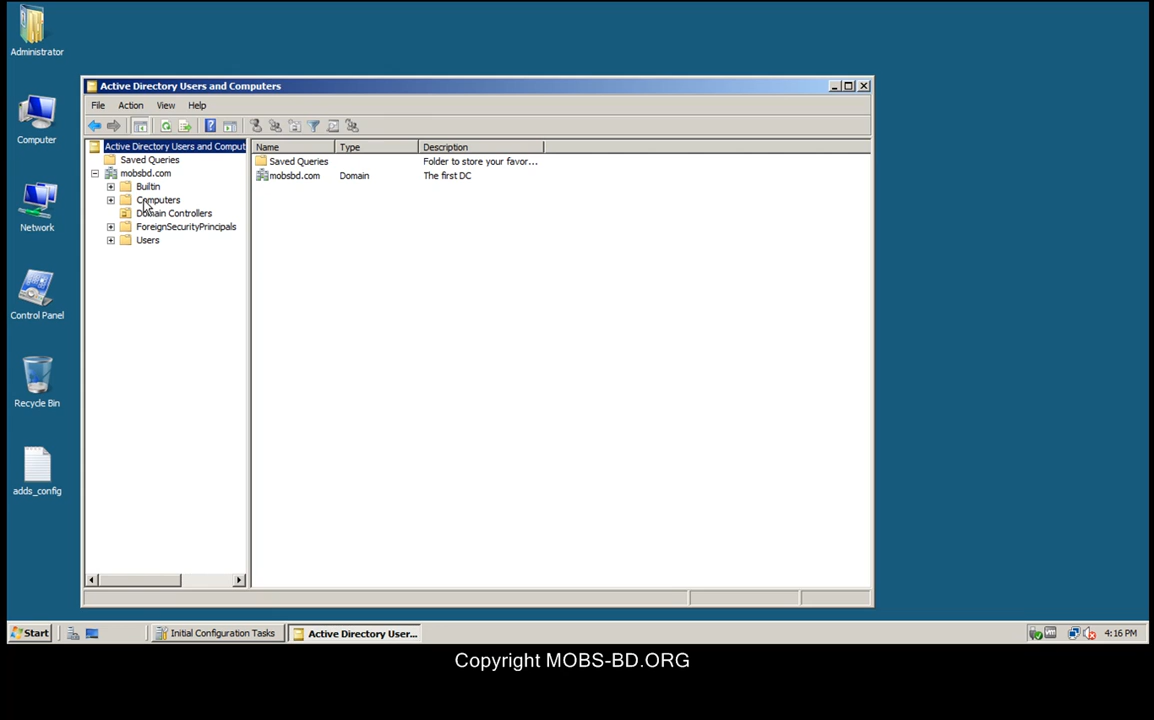 Administrator
Computer
Network
Control Panel
Recycle Bin
adds_config
Active Directory Users and Computers
File Action View Help
Active Directory Users and Comput
Saved Queries
mobsbd.com
Builtin
Computers
Domain Controllers
ForeignSecurityPrincipals
Users
Name Type Description
Saved Queries Folder to store your favor...
mobsbd.com Domain The first DC
Start Initial Configuration Tasks Active Directory User... 4:16 PM
Copyright MOBS-BD.ORG